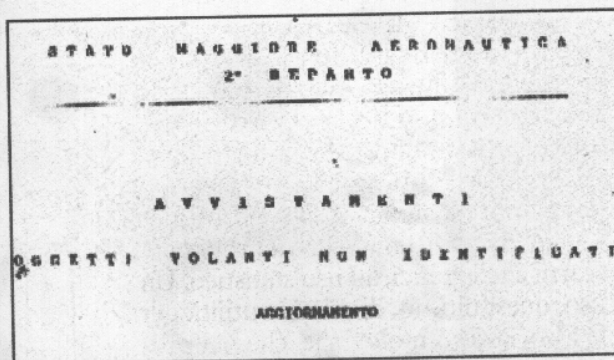 STATO MAGGIORE AERONAUTICA
2° REPARTO
AVVISTAMENTI
OGGETTI VOLANTI NON IDENTIFICATI
AGGIORNAMENTO